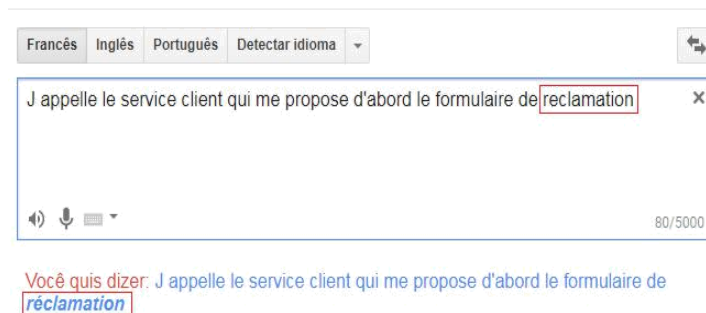 Francês Inglês Português Detectar idioma
J appelle le service client qui me propose d'abord le formulaire de reclamation
80/5000
Você quis dizer: J appelle le service client qui me propose d'abord le formulaire de
réclamation